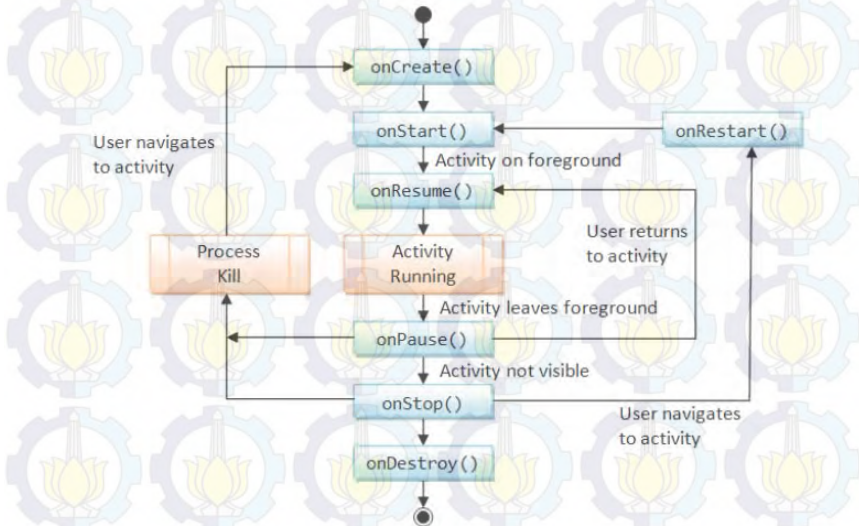 onCreate()
User navigates
to activity
onStart()
onRestart()
Activity on foreground
onResume()
User returns
to activity
Process
Kill
Activity
Running
Activity leaves foreground
onPause()
Activity not visible
onStop()
User navigates
to activity
onDestroy()